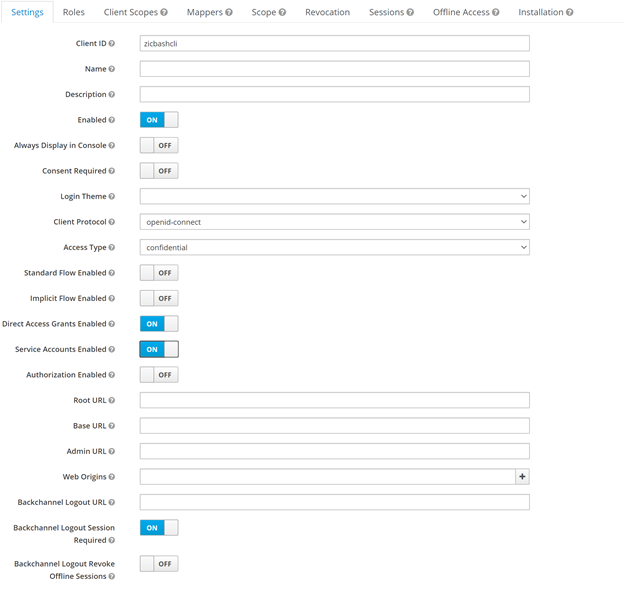 Settings Roles Client Scopes Mappers Scope Revocation Sessions Offline Access Installation
Client ID zicbashcli
Name
Description
Enabled ON
Always Display in Console OFF
Consent Required OFF
Login Theme
Client Protocol openid-connect
Access Type confidential
Standard Flow Enabled OFF
Implicit Flow Enabled OFF
Direct Access Grants Enabled ON
Service Accounts Enabled ON
Authorization Enabled OFF
Root URL
Base URL
Admin URL
Web Origins +
Backchannel Logout URL
Backchannel Logout Session ON
Required
Backchannel Logout Revoke OFF
Offline Sessions